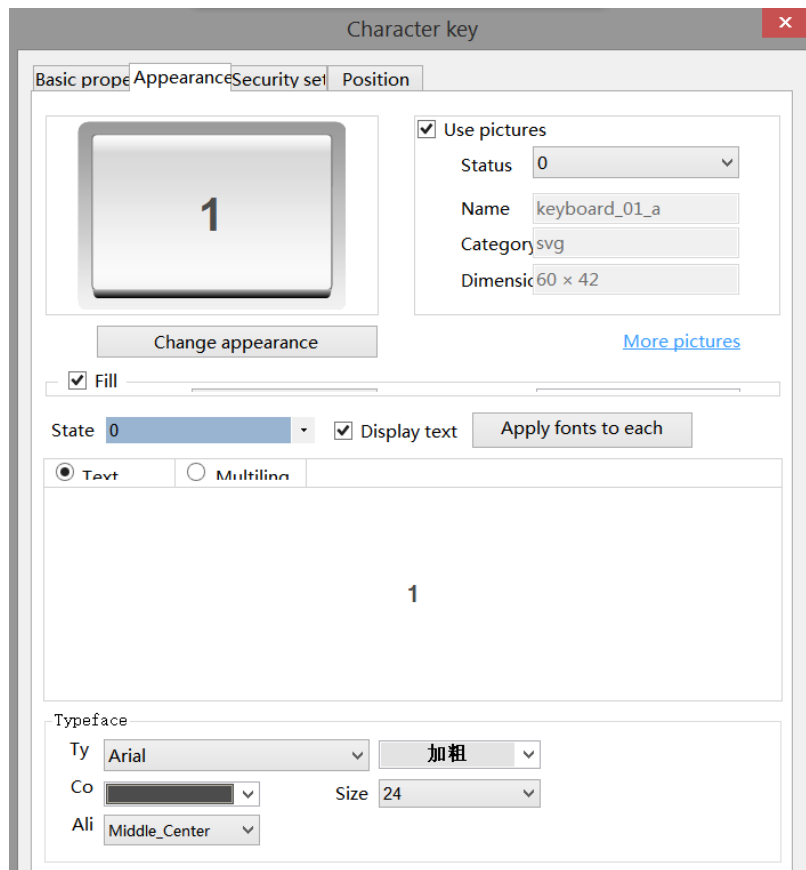 Character key
Basic prope Appearance Security set Position
1
Use pictures
Status 0
Name keyboard_01_a
Category svg
Dimensic 60 × 42
Change appearance
More pictures
Fill
State 0 Display text Apply fonts to each
Text Multiling
1
Typeface
Ty Arial 加粗
Co Size 24
Ali Middle_Center